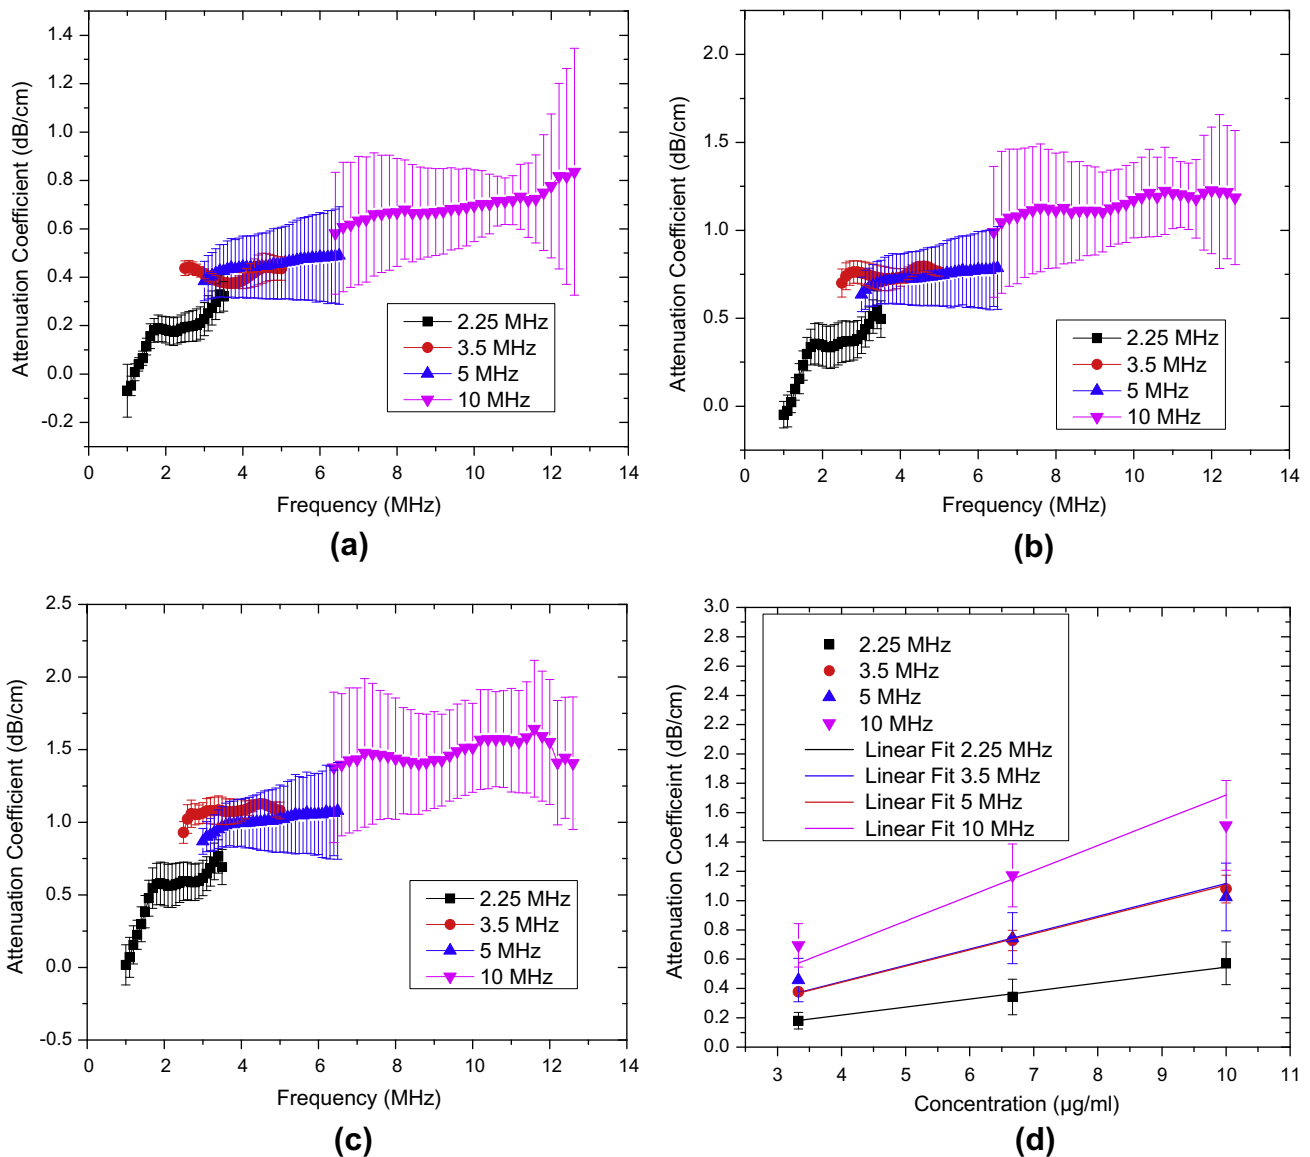 1.4
1.2
1.0
0.8
0.6
0.4
0.2
0.0
-0.2
Attenuation Coefficient (dB/cm)
2.25 MHz
3.5 MHz
5 MHz
10 MHz
0 2 4 6 8 10 12 14
Frequency (MHz)
(a)
2.0
1.5
1.0
0.5
0.0
Attenuation Coefficient (dB/cm)
2.25 MHz
3.5 MHz
5 MHz
10 MHz
0 2 4 6 8 10 12 14
Frequency (MHz)
(b)
2.5
2.0
1.5
1.0
0.5
0.0
-0.5
Attenuation Coefficient (dB/cm)
2.25 MHz
3.5 MHz
5 MHz
10 MHz
0 2 4 6 8 10 12 14
Frequency (MHz)
(c)
3.0
2.8
2.6
2.4
2.2
2.0
1.8
1.6
1.4
1.2
1.0
0.8
0.6
0.4
0.2
0.0
Attenuation Coefficeint (dB/cm)
2.25 MHz
3.5 MHz
5 MHz
10 MHz
Linear Fit 2.25 MHz
Linear Fit 3.5 MHz
Linear Fit 5 MHz
Linear Fit 10 MHz
3 4 5 6 7 8 9 10 11
Concentration (μg/ml)
(d)